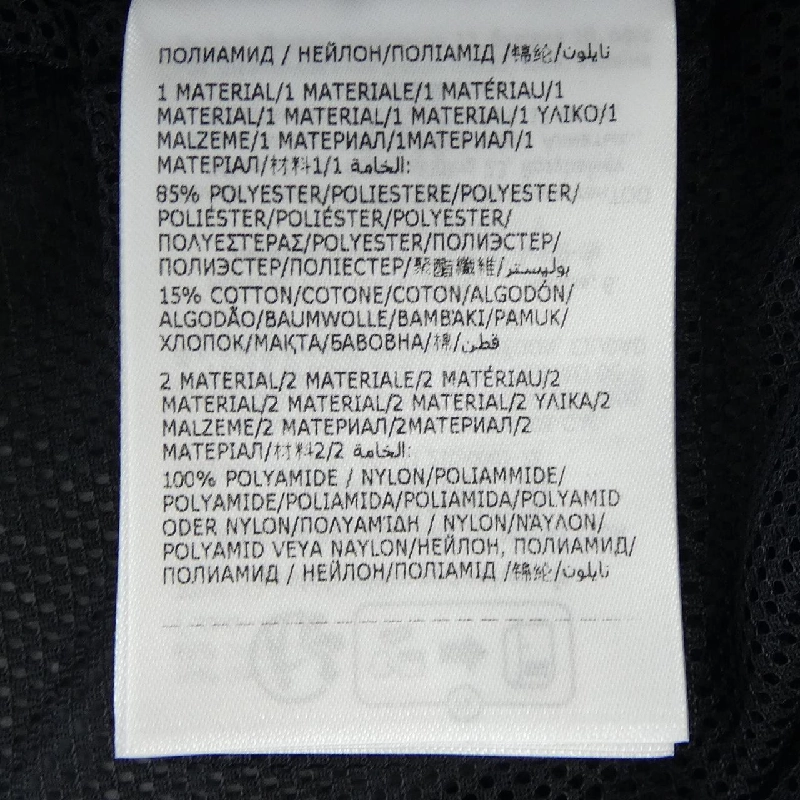 ПОЛИАМИД / НЕЙЛОН/ПОЛІАМІД /錦纶/نايلون
1 MATERIAL/1 MATERIALE/1 MATÉRIAU/1
MATERIAL/1 MATERIAL/1 MATERIAL/1 ΥΛΙΚΟ/1
MALZEME/1 МАТЕРИАЛ/1МАТЕРИАЛ/1
МАТЕРІАЛ/材料1/1 الخامة:
85% POLYESTER/POLIESTERE/POLYESTER/
POLIÉSTER/POLIÉSTER/POLYESTER/
ΠΟΛΥΕΣΤΕΡΑΣ/POLYESTER/ПОЛИЭСТЕР/
ПОЛИЭСТЕР/ПОЛІЕСТЕР/聚酯纖維/بوليستر
15% COTTON/COTONE/COTON/ALGODÓN/
ALGODÃO/BAUMWOLLE/ΒΑΜΒΆΚΙ/PAMUK/
ХЛОПОК/МАҚТА/БАВОВНА/棉/قطن
2 MATERIAL/2 MATERIALE/2 MATÉRIAU/2
MATERIAL/2 MATERIAL/2 MATERIAL/2 ΥΛΙΚΑ/2
MALZEME/2 МАТЕРИАЛ/2МАТЕРИАЛ/2
МАТЕРІАЛ/材料2/2 الخامة:
100% POLYAMIDE / NYLON/POLIAMMIDE/
POLYAMIDE/POLIAMIDA/POLIAMIDA/POLYAMID
ODER NYLON/ΠΟΛΥΑΜΊΔΗ / NYLON/ΝΆΥΛΟΝ/
POLYAMID VEYA NAYLON/НЕЙЛОН, ПОЛИАМИД/
ПОЛИАМИД / НЕЙЛОН/ПОЛІАМІД /錦纶/نايلون